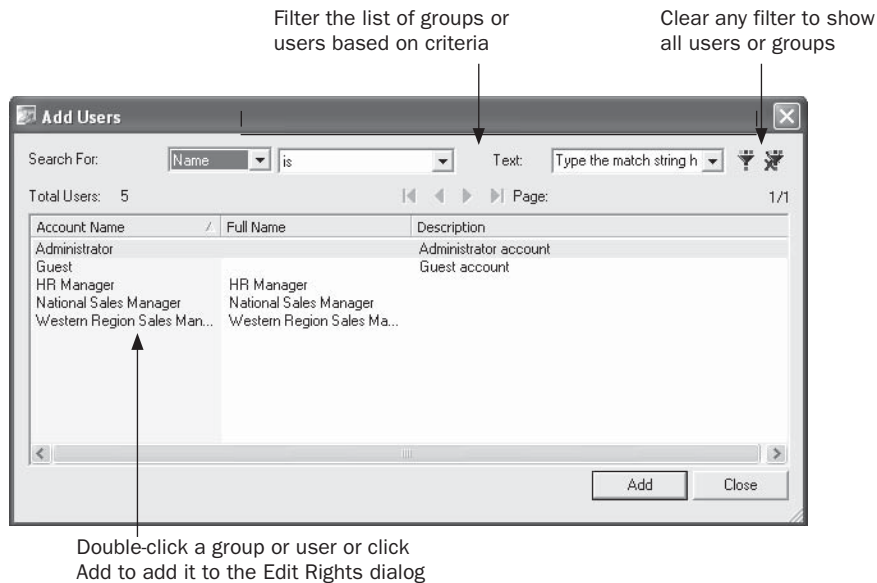 Filter the list of groups or
users based on criteria
Clear any filter to show
all users or groups
Add Users
Search For: Name is Text: Type the match string h
Total Users: 5 Page: 1/1
Account Name Full Name Description
Administrator Administrator account
Guest Guest account
HR Manager HR Manager
National Sales Manager National Sales Manager
Western Region Sales Man... Western Region Sales Ma...
Add Close
Double-click a group or user or click
Add to add it to the Edit Rights dialog